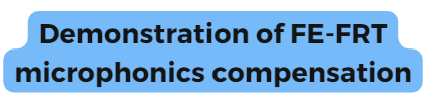 Demonstration of FE-FRT
microphonics compensation